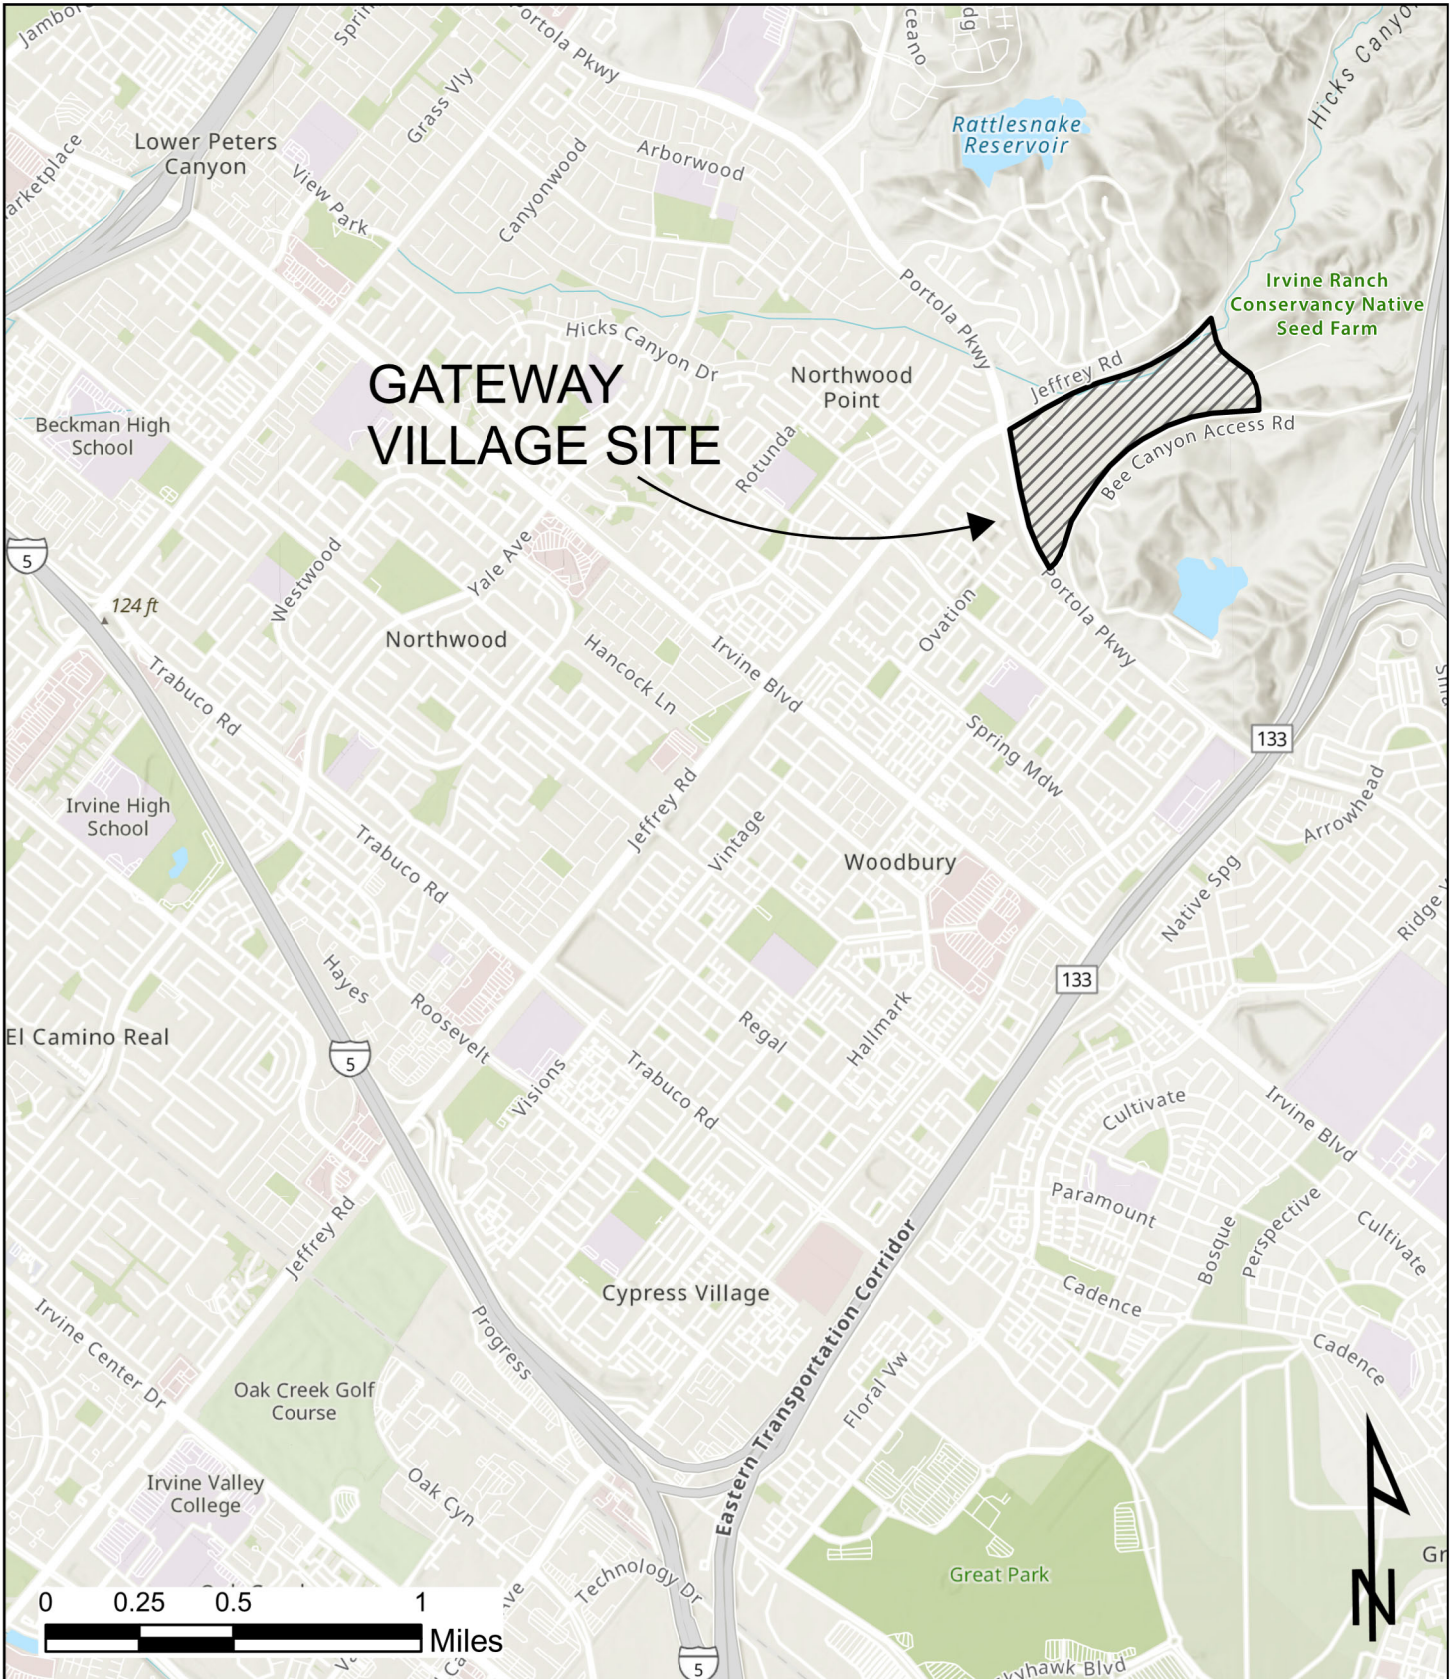 Portola Pkwy
Grass Vly
Lower Peters
Canyon
View Park
Canyonwood
Arborwood
Rattlesnake
Reservoir
Hicks Canyon
Irvine Ranch
Conservancy Native
Seed Farm
Portola Pkwy
Hicks Canyon Dr
Jeffrey Rd
Northwood
Point
GATEWAY
VILLAGE SITE
Beckman High
School
Rotunda
Bee Canyon Access Rd
5
124 ft
Westwood
Yale Ave
Northwood
Hancock Ln
Irvine Blvd
Ovation
Portola Pkwy
Trabuco Rd
Spring Mdw
133
Irvine High
School
Jeffrey Rd
Vintage
Arrowhead
Trabuco Rd
Woodbury
Native Spg
Hayes
133
Roosevelt
Regal
Hallmark
El Camino Real
5
Visions
Trabuco Rd
Cultivate
Irvine Blvd
Paramount
Jeffrey Rd
Bosque
Perspective
Cultivate
Cypress Village
Cadence
Irvine Center Dr
Progress
Eastern Transportation Corridor
Floral Vw
Cadence
Oak Creek Golf
Course
Irvine Valley
College
Oak Cyn
Technology Dr
Great Park
N
0 0.25 0.5 1
Miles
5